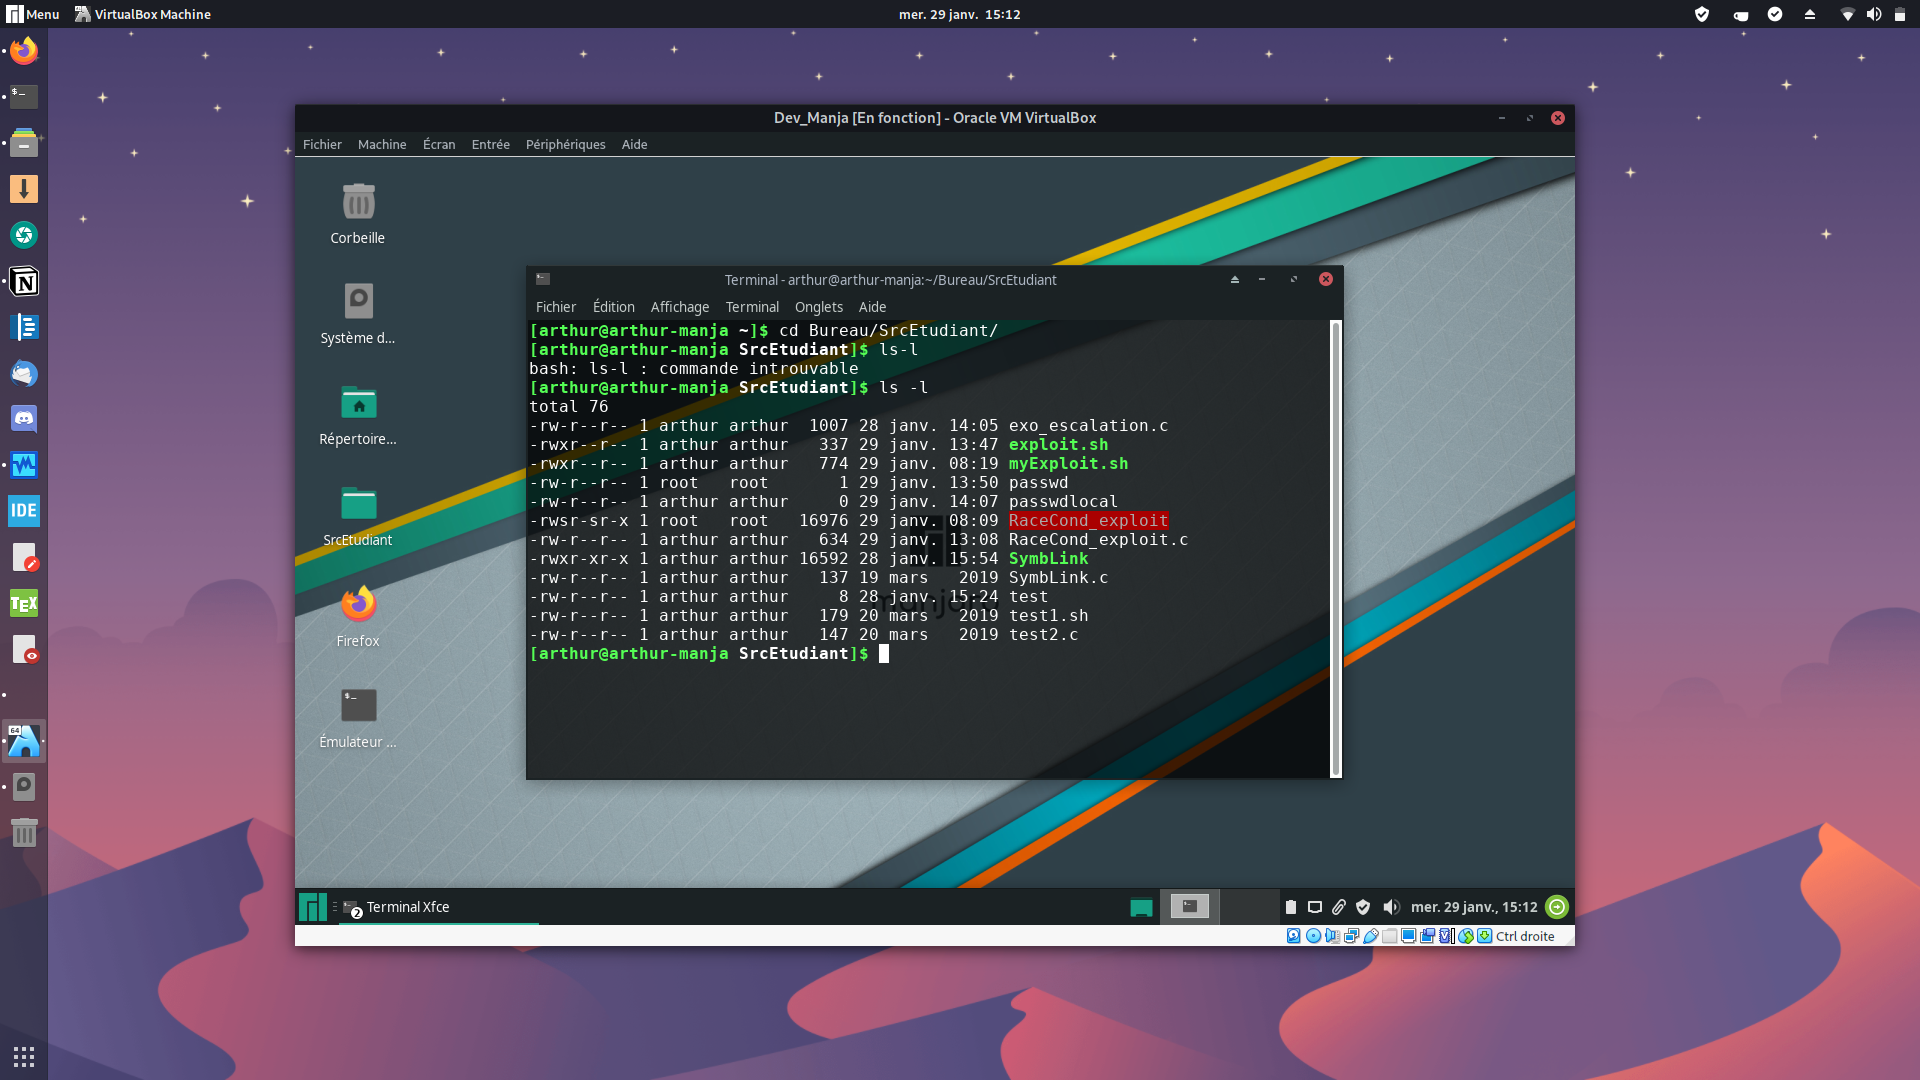 Menu VirtualBox Machine mer. 29 janv. 15:12
Dev_Manja [En fonction] - Oracle VM VirtualBox
Fichier Machine Écran Entrée Périphériques Aide
Corbeille
Système d...
Répertoire...
SrcEtudiant
Firefox
Émulateur ...
Terminal - arthur@arthur-manja:~/Bureau/SrcEtudiant
Fichier Édition Affichage Terminal Onglets Aide
[arthur@arthur-manja ~]$ cd Bureau/SrcEtudiant/
[arthur@arthur-manja SrcEtudiant]$ ls-l
bash: ls-l : commande introuvable
[arthur@arthur-manja SrcEtudiant]$ ls -l
total 76
-rw-r--r-- 1 arthur arthur  1007 28 janv. 14:05 exo_escalation.c
-rwxr--r-- 1 arthur arthur   337 29 janv. 13:47 exploit.sh
-rwxr--r-- 1 arthur arthur   774 29 janv. 08:19 myExploit.sh
-rw-r--r-- 1 root   root       1 29 janv. 13:50 passwd
-rw-r--r-- 1 arthur arthur     0 29 janv. 14:07 passwdlocal
-rwsr-sr-x 1 root   root   16976 29 janv. 08:09 RaceCond_exploit
-rw-r--r-- 1 arthur arthur   634 29 janv. 13:08 RaceCond_exploit.c
-rwxr-xr-x 1 arthur arthur 16592 28 janv. 15:54 SymbLink
-rw-r--r-- 1 arthur arthur   137 19 mars   2019 SymbLink.c
-rw-r--r-- 1 arthur arthur     8 28 janv. 15:24 test
-rw-r--r-- 1 arthur arthur   179 20 mars   2019 test1.sh
-rw-r--r-- 1 arthur arthur   147 20 mars   2019 test2.c
[arthur@arthur-manja SrcEtudiant]$
manjaro
IDE
TEX
64
2 Terminal Xfce mer. 29 janv., 15:12
Ctrl droite